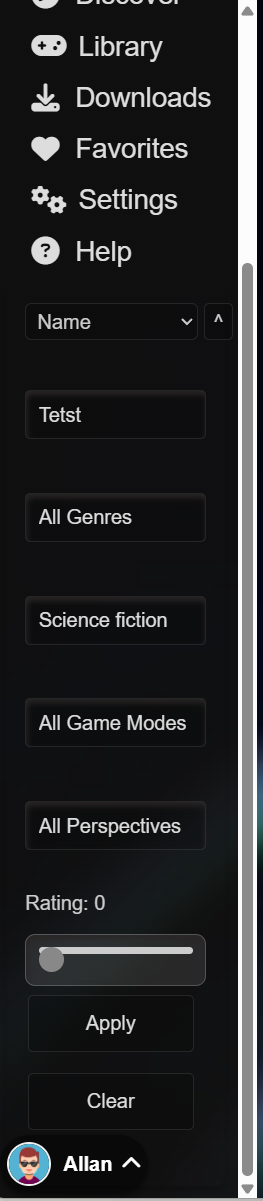 Discover
Library
Downloads
Favorites
Settings
? Help
Name ^
Tetst
All Genres
Science fiction
All Game Modes
All Perspectives
Rating: 0
Apply
Clear
Allan